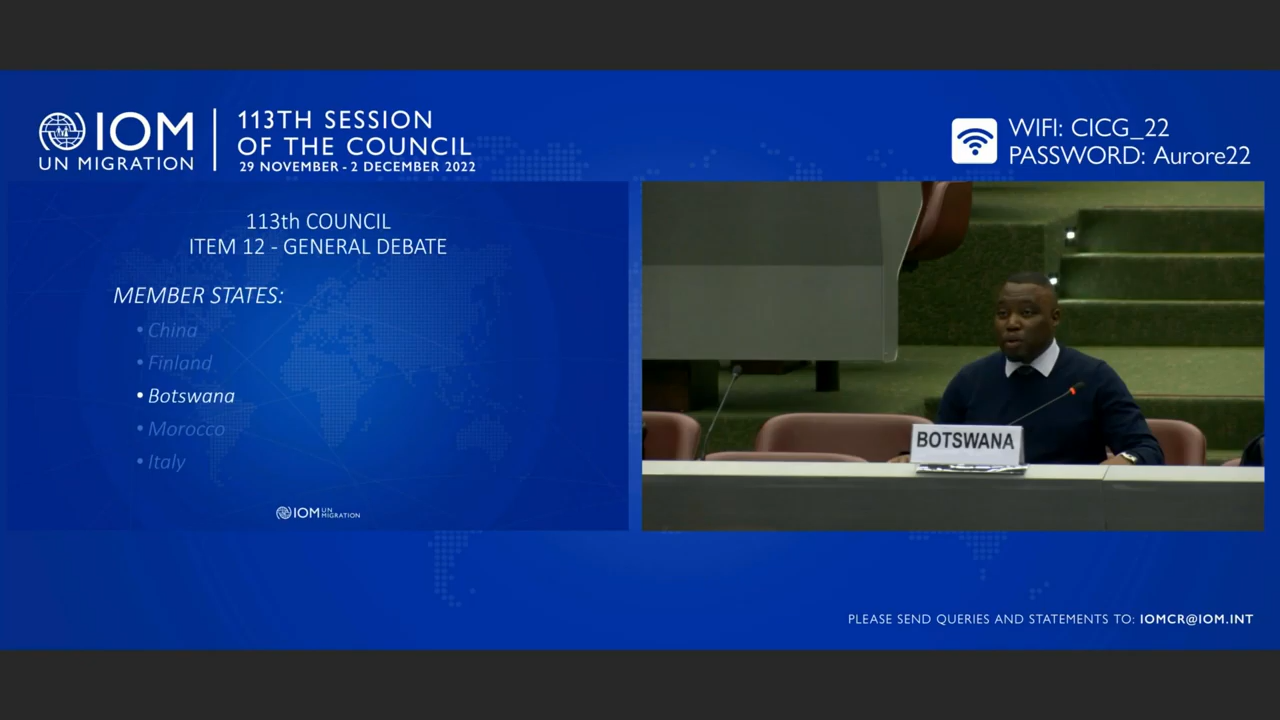 IOM
UN MIGRATION
113TH SESSION
OF THE COUNCIL
29 NOVEMBER - 2 DECEMBER 2022
WIFI: CICG_22
PASSWORD: Aurore22
113th COUNCIL
ITEM 12 - GENERAL DEBATE
MEMBER STATES:
• China
• Finland
• Botswana
• Morocco
• Italy
IOM UN MIGRATION
BOTSWANA
PLEASE SEND QUERIES AND STATEMENTS TO: IOMCR@IOM.INT